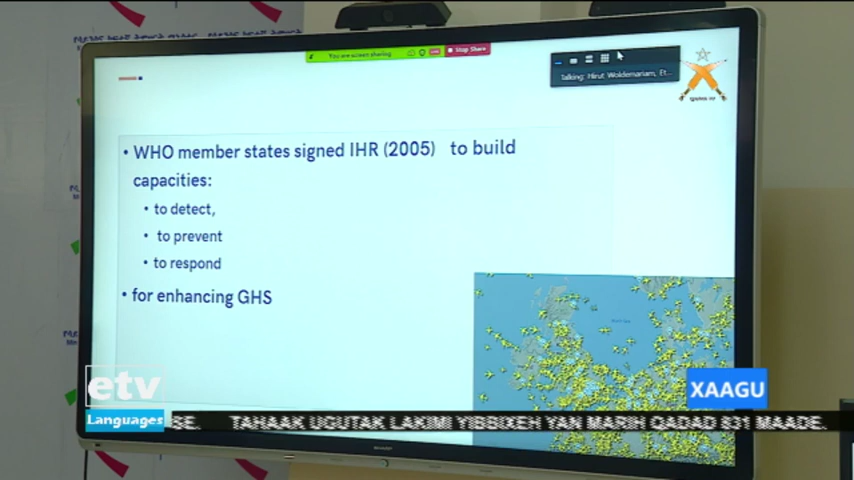 You are screen sharing
Stop Share
Talking: Hirut Woldemariam, Et...
• WHO member states signed IHR (2005) to build
capacities:
• to detect,
• to prevent
• to respond
• for enhancing GHS
etv
Languages
XAAGU
SE. TAHAAK UGUTAK LAKIMI YIBBIXEH YAN MARIH QADAD 831 MAADE.
SHARP